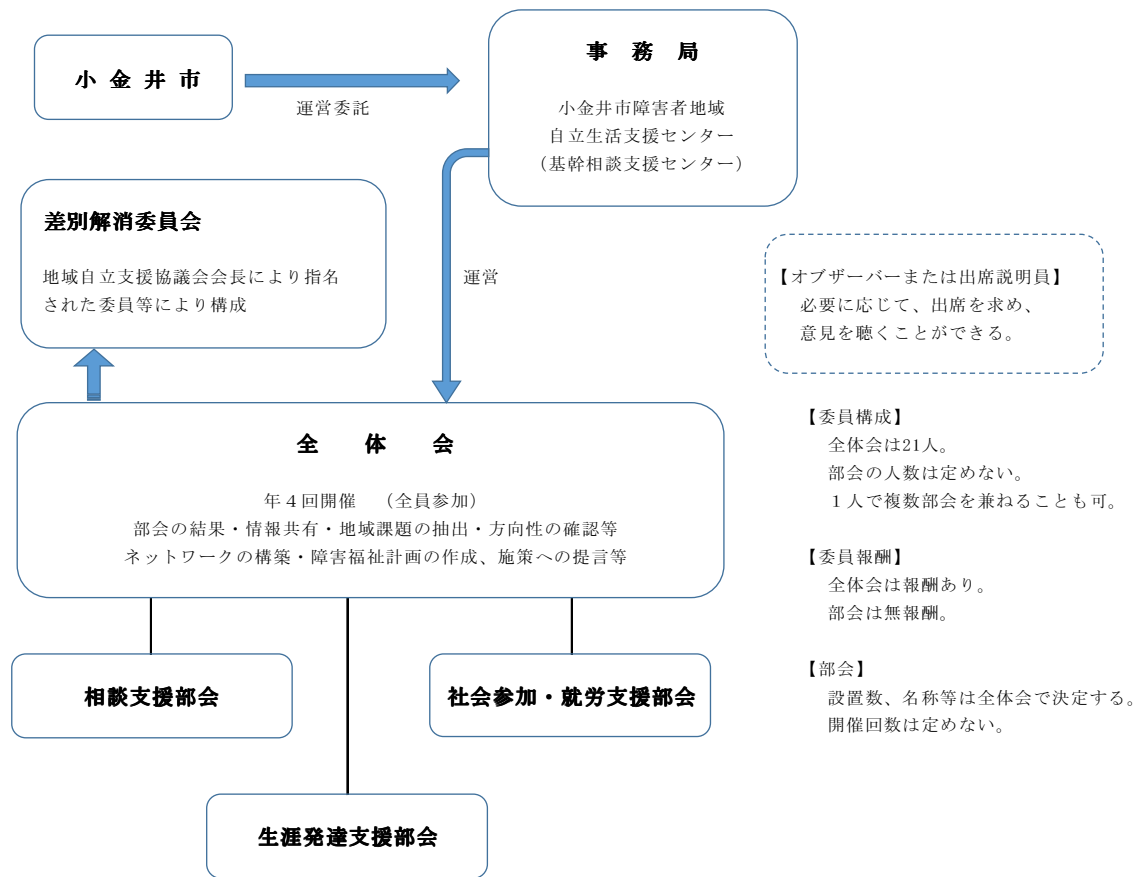 小金井市
運営委託
事務局
小金井市障害者地域
自立生活支援センター
（基幹相談支援センター）
差別解消委員会
地域自立支援協議会会長により指名
された委員等により構成
運営
【オブザーバーまたは出席説明員】
必要に応じて、出席を求め、
意見を聴くことができる。
全体会
年４回開催　（全員参加）
部会の結果・情報共有・地域課題の抽出・方向性の確認等
ネットワークの構築・障害福祉計画の作成、施策への提言等
【委員構成】
全体会は21人。
部会の人数は定めない。
１人で複数部会を兼ねることも可。
【委員報酬】
全体会は報酬あり。
部会は無報酬。
【部会】
設置数、名称等は全体会で決定する。
開催回数は定めない。
相談支援部会
社会参加・就労支援部会
生涯発達支援部会